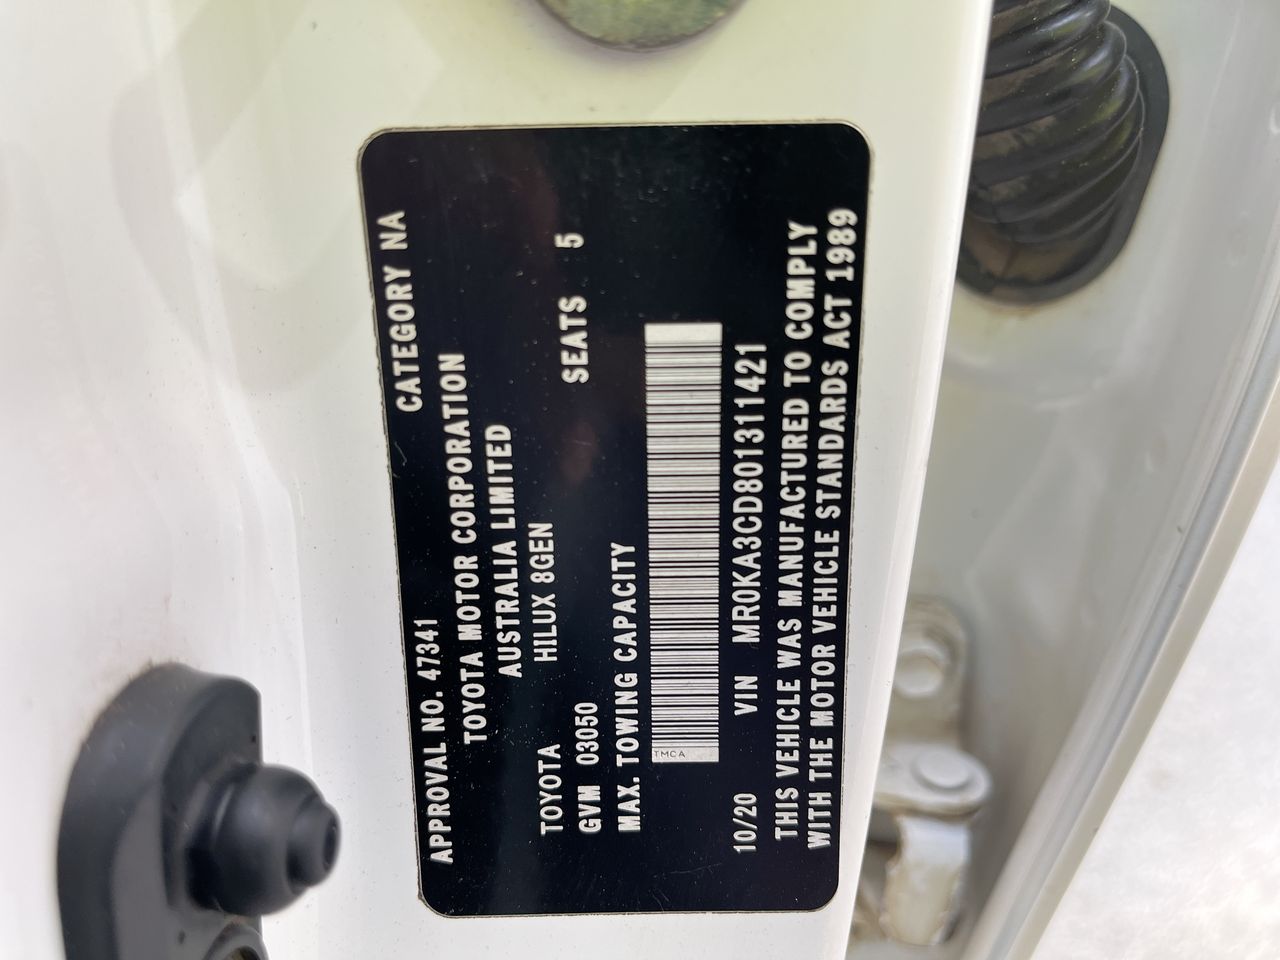 APPROVAL NO. 47341 CATEGORY NA
TOYOTA MOTOR CORPORATION
AUSTRALIA LIMITED
TOYOTA HILUX 8GEN
GVM 03050 SEATS 5
MAX. TOWING CAPACITY
TMCA
10/20 VIN MR0KA3CD801311421
THIS VEHICLE WAS MANUFACTURED TO COMPLY
WITH THE MOTOR VEHICLE STANDARDS ACT 1989